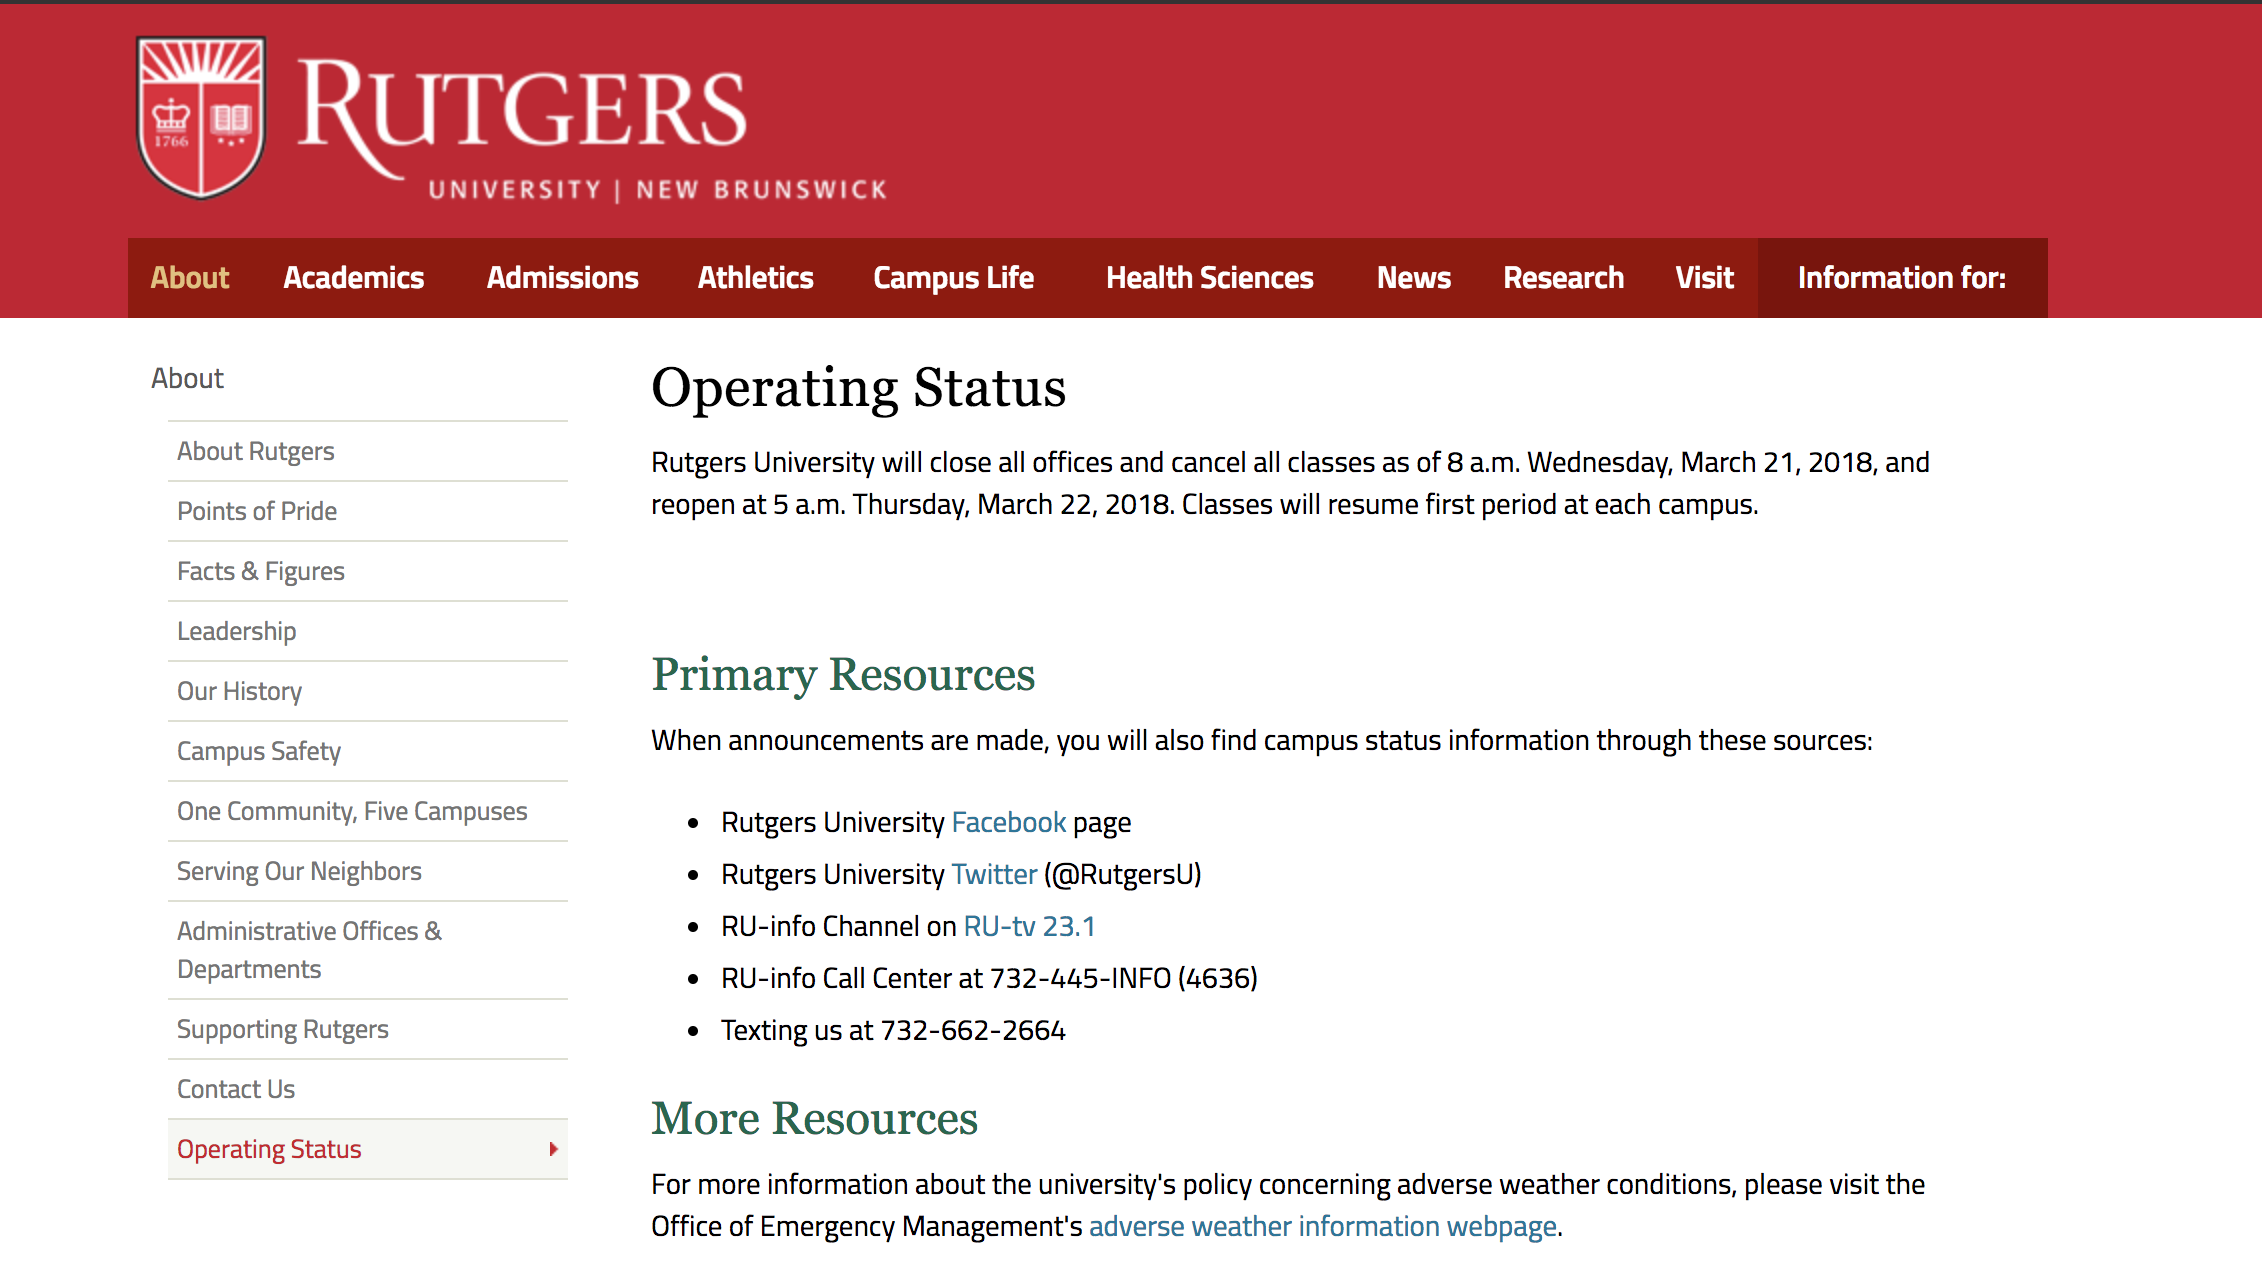 1766
RUTGERS
UNIVERSITY | NEW BRUNSWICK
About Academics Admissions Athletics Campus Life Health Sciences News Research Visit Information for:
About
About Rutgers
Points of Pride
Facts & Figures
Leadership
Our History
Campus Safety
One Community, Five Campuses
Serving Our Neighbors
Administrative Offices &
Departments
Supporting Rutgers
Contact Us
Operating Status
Operating Status
Rutgers University will close all offices and cancel all classes as of 8 a.m. Wednesday, March 21, 2018, and
reopen at 5 a.m. Thursday, March 22, 2018. Classes will resume first period at each campus.
Primary Resources
When announcements are made, you will also find campus status information through these sources:
• Rutgers University Facebook page
• Rutgers University Twitter (@RutgersU)
• RU-info Channel on RU-tv 23.1
• RU-info Call Center at 732-445-INFO (4636)
• Texting us at 732-662-2664
More Resources
For more information about the university's policy concerning adverse weather conditions, please visit the
Office of Emergency Management's adverse weather information webpage.